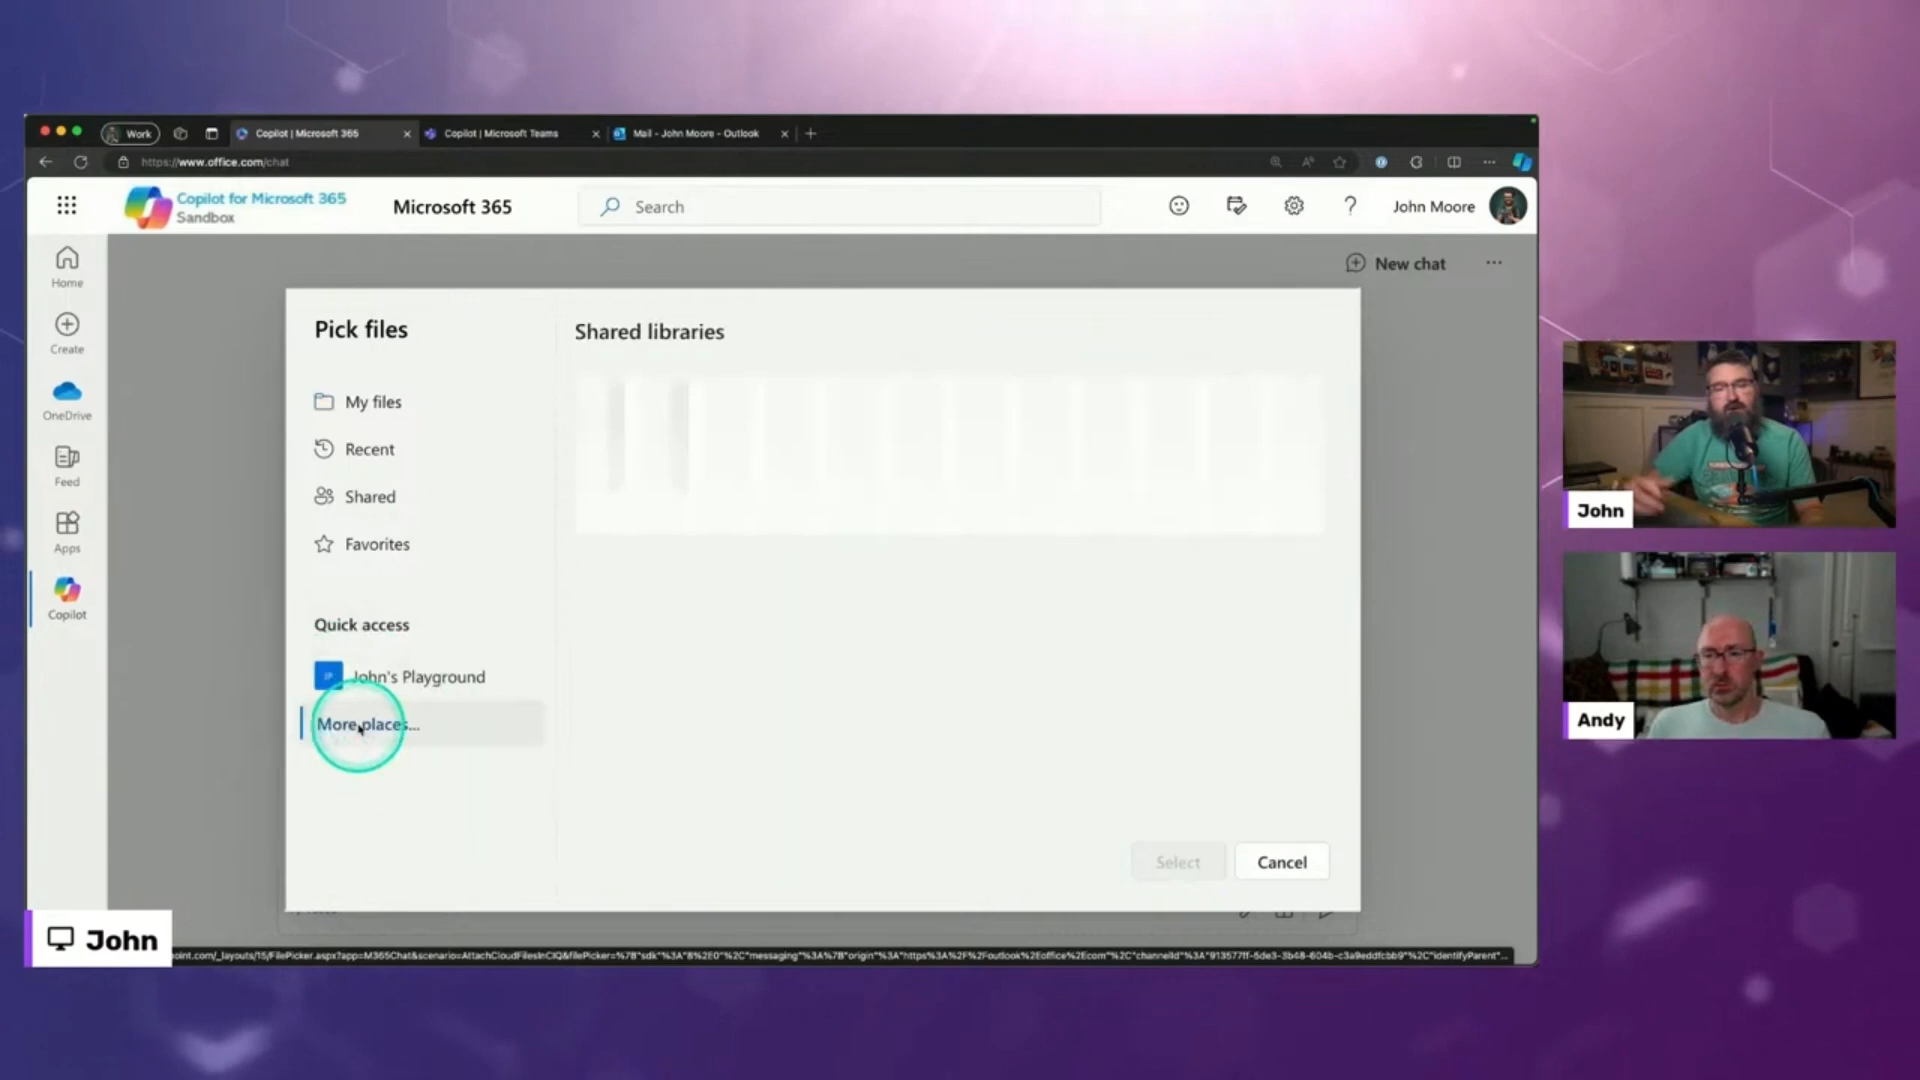 Work
Copilot | Microsoft 365
Copilot | Microsoft Teams
Mail - John Moore - Outlook
https://www.office.com/chat
Copilot for Microsoft 365
Sandbox
Microsoft 365
Search
John Moore
Home
Create
OneDrive
Feed
Apps
Copilot
New chat
Pick files
My files
Recent
Shared
Favorites
Quick access
JP
John's Playground
More places...
Shared libraries
Select
Cancel
John
John
Andy